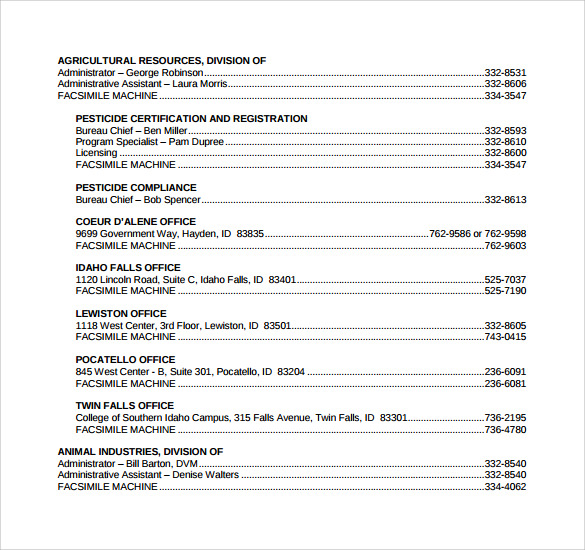 AGRICULTURAL RESOURCES, DIVISION OF
Administrator – George Robinson.....332-8531
Administrative Assistant – Laura Morris.....332-8606
FACSIMILE MACHINE.....334-3547
PESTICIDE CERTIFICATION AND REGISTRATION
Bureau Chief – Ben Miller.....332-8593
Program Specialist – Pam Dupree.....332-8610
Licensing.....332-8600
FACSIMILE MACHINE.....334-3547
PESTICIDE COMPLIANCE
Bureau Chief – Bob Spencer.....332-8613
COEUR D'ALENE OFFICE
9699 Government Way, Hayden, ID 83835.....762-9586 or 762-9598
FACSIMILE MACHINE.....762-9603
IDAHO FALLS OFFICE
1120 Lincoln Road, Suite C, Idaho Falls, ID 83401.....525-7037
FACSIMILE MACHINE.....525-7190
LEWISTON OFFICE
1118 West Center, 3rd Floor, Lewiston, ID 83501.....332-8605
FACSIMILE MACHINE.....743-0415
POCATELLO OFFICE
845 West Center - B, Suite 301, Pocatello, ID 83204.....236-6091
FACSIMILE MACHINE.....236-6081
TWIN FALLS OFFICE
College of Southern Idaho Campus, 315 Falls Avenue, Twin Falls, ID 83301.....736-2195
FACSIMILE MACHINE.....736-4780
ANIMAL INDUSTRIES, DIVISION OF
Administrator – Bill Barton, DVM.....332-8540
Administrative Assistant – Denise Walters.....332-8540
FACSIMILE MACHINE.....334-4062